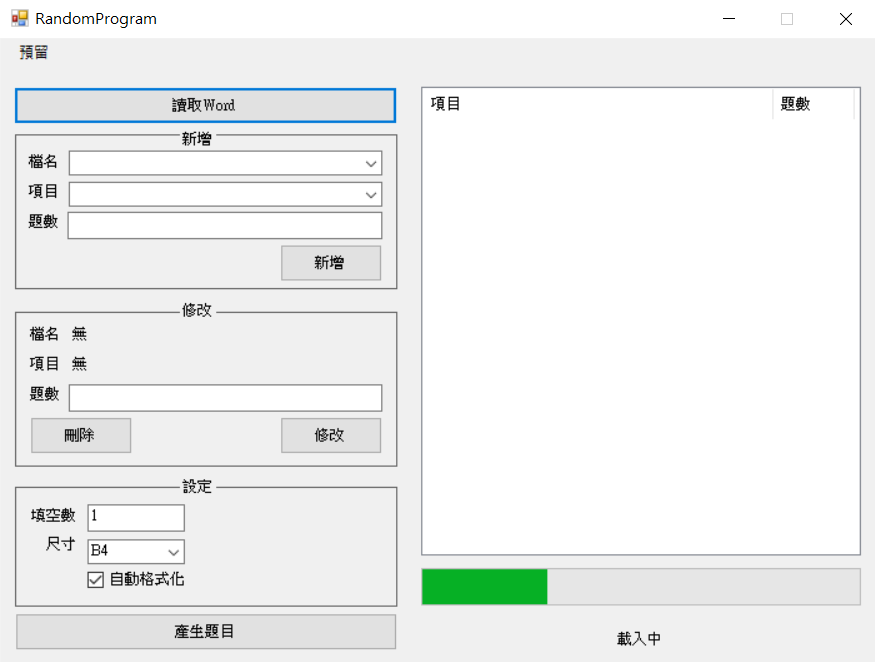 RandomProgram
預留
讀取Word
新增
檔名
項目
題數
新增
修改
檔名 無
項目 無
題數
刪除 修改
設定
填空數 1
尺寸 B4
自動格式化
產生題目
項目 題數
載入中